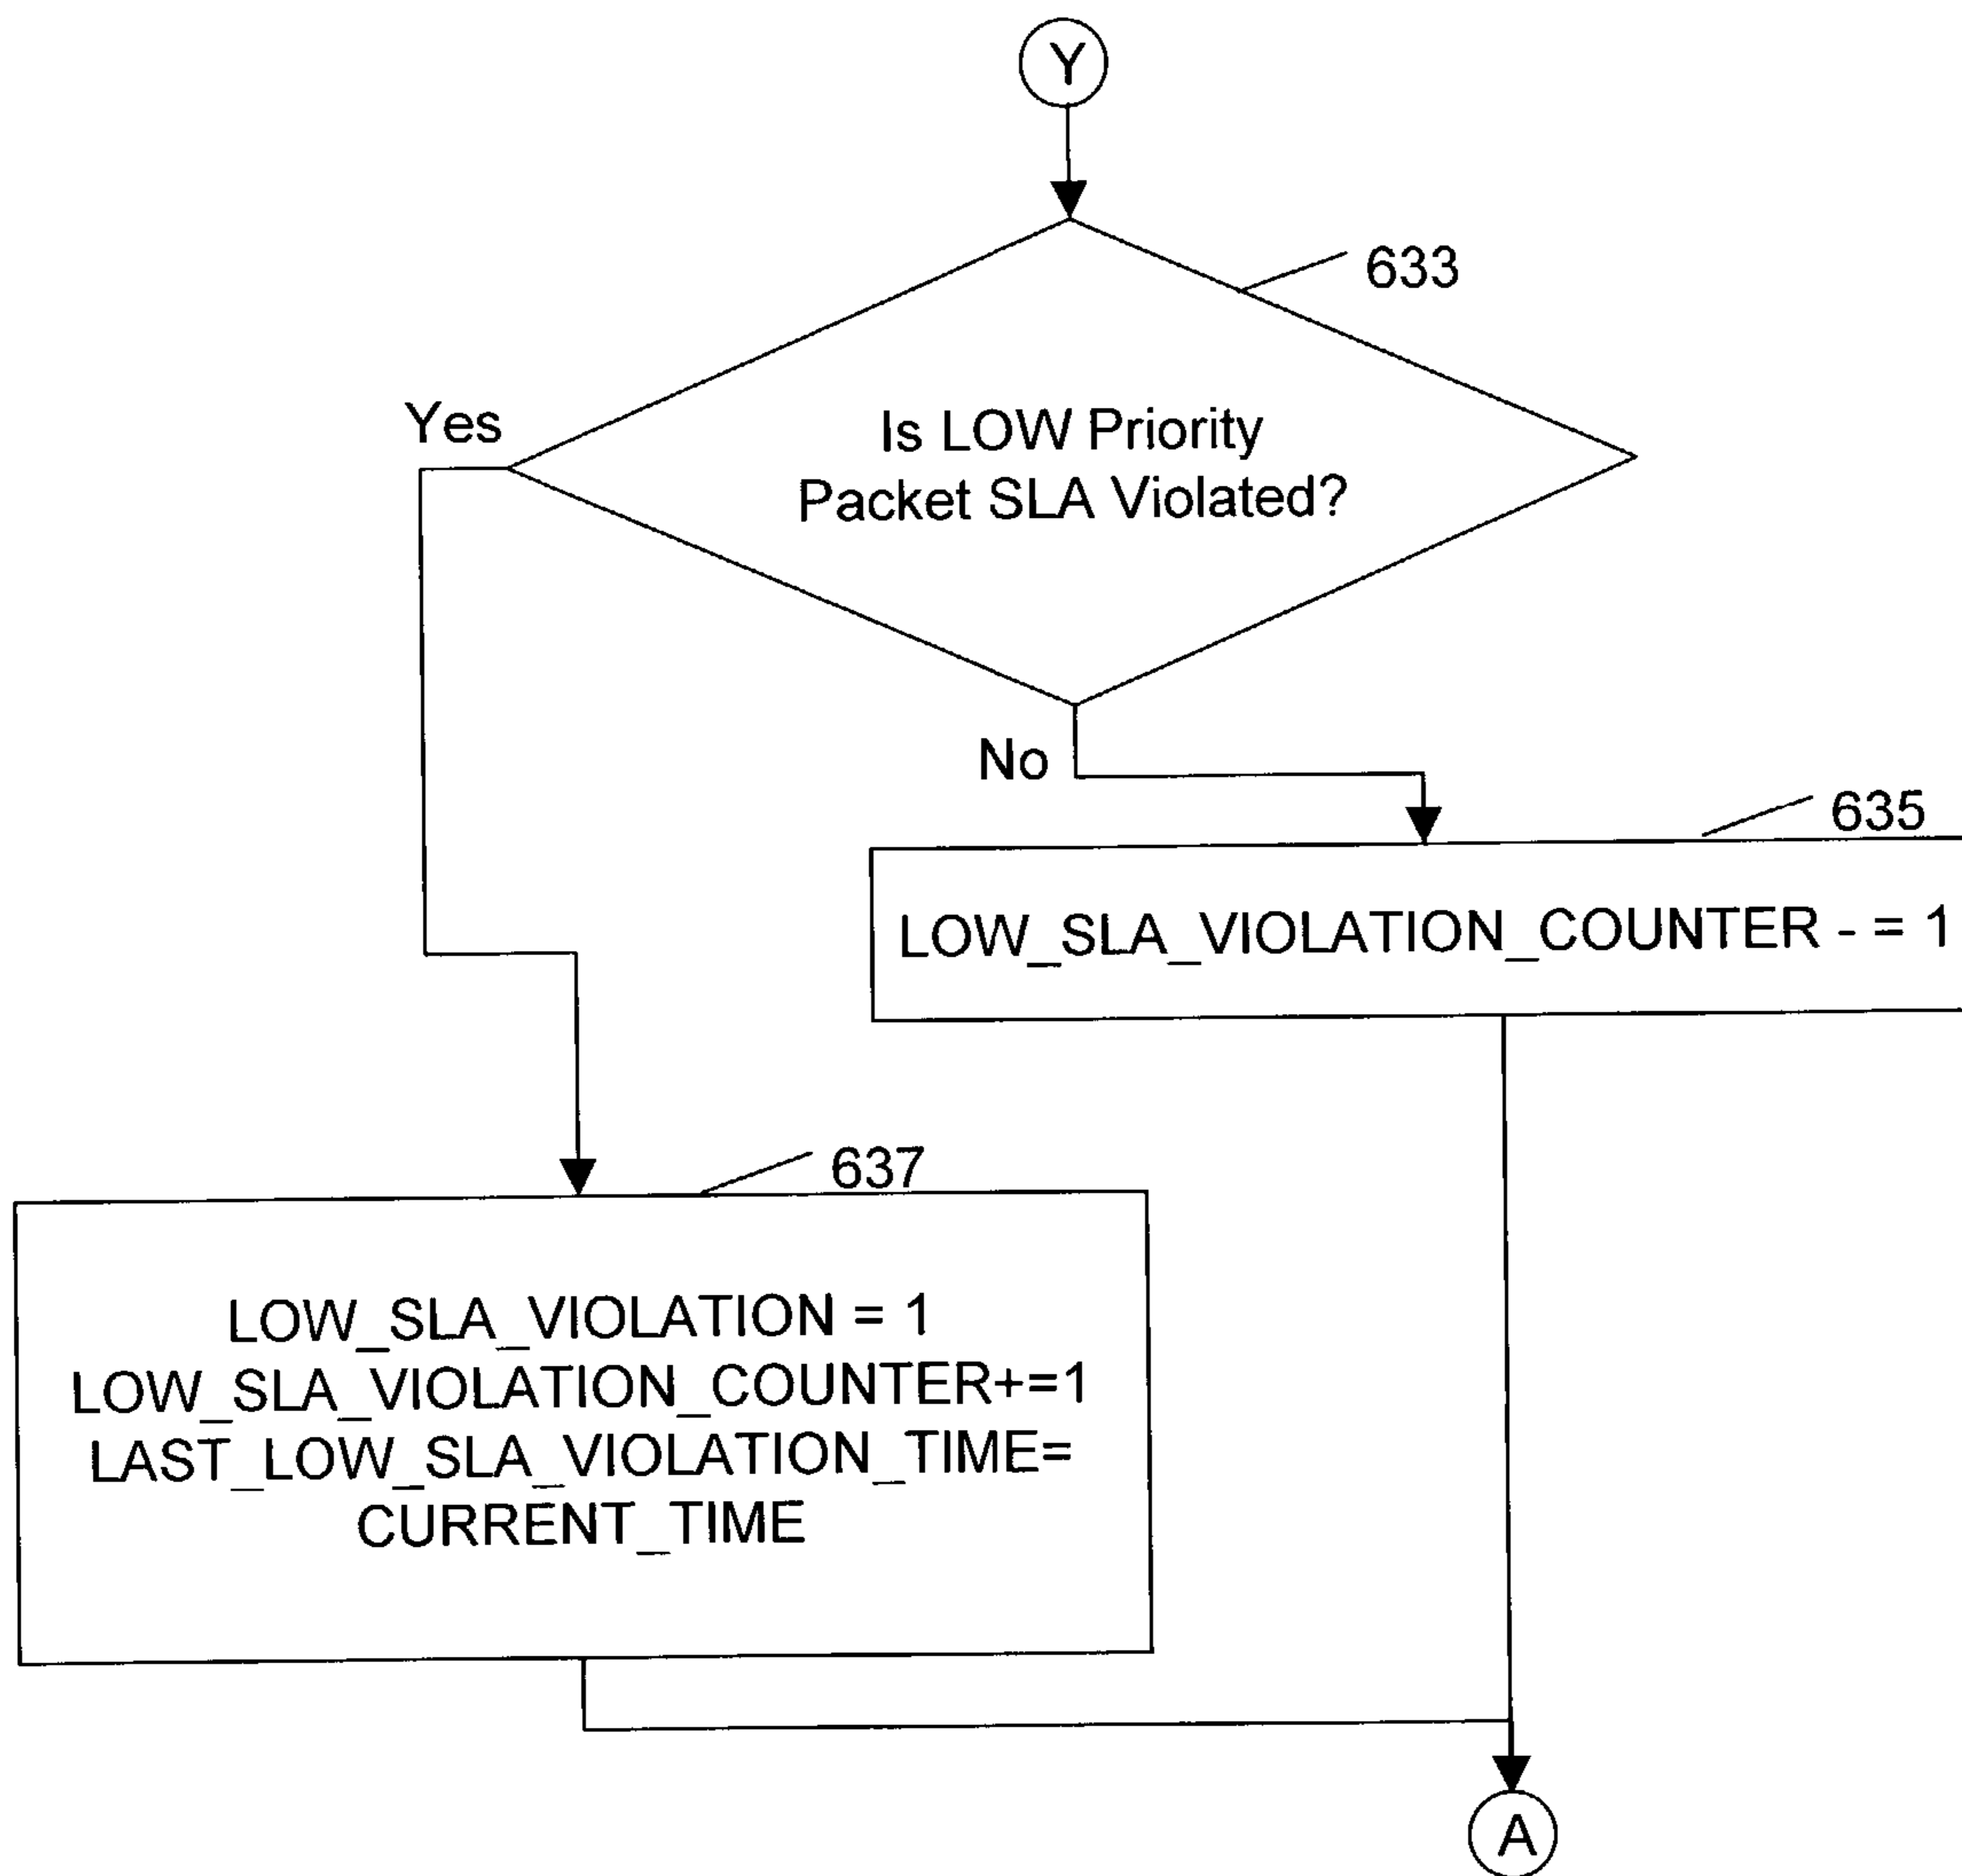 Y
633
Yes
Is LOW Priority
Packet SLA Violated?
No
635
LOW_SLA_VIOLATION_COUNTER - = 1
637
LOW_SLA_VIOLATION = 1
LOW_SLA_VIOLATION_COUNTER+=1
LAST_LOW_SLA_VIOLATION_TIME=
CURRENT_TIME
A